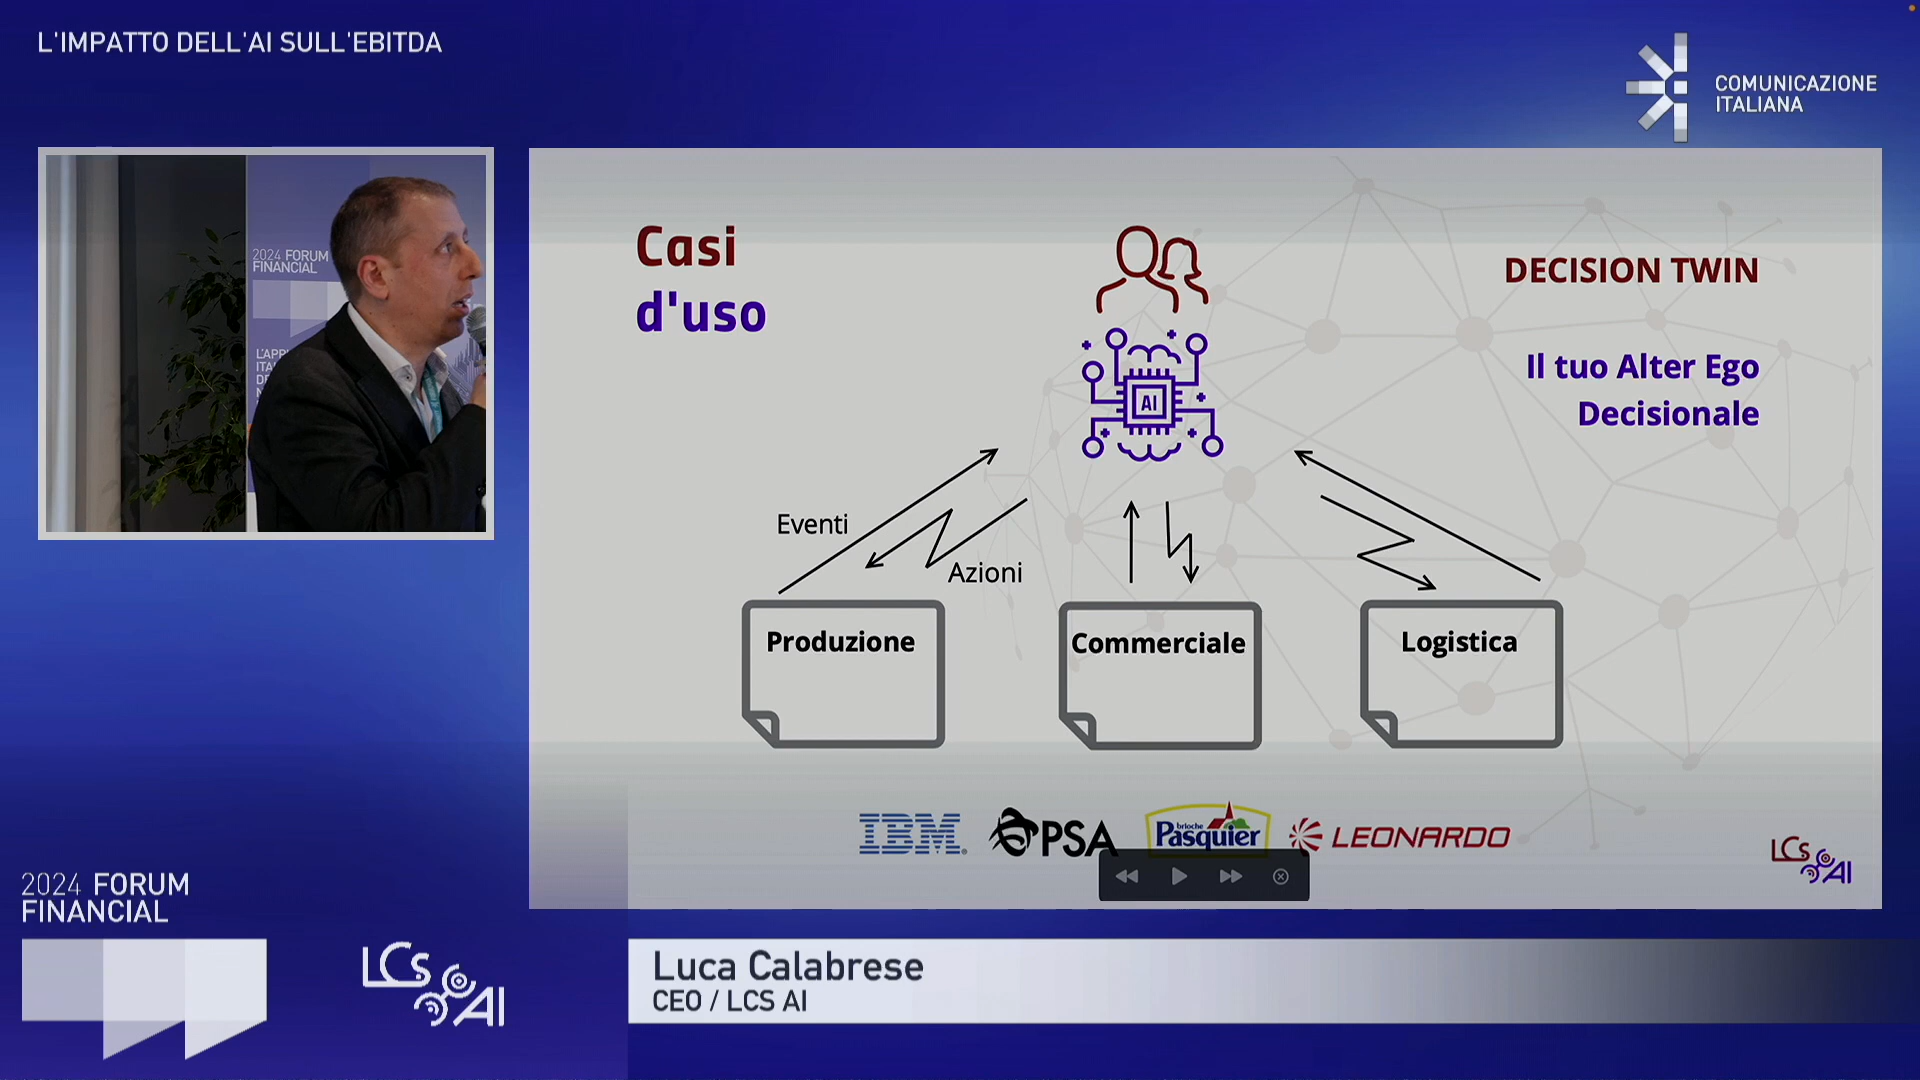 L'IMPATTO DELL'AI SULL'EBITDA
COMUNICAZIONE
ITALIANA
2024 FORUM
FINANCIAL
L'APP
ITA
Casi
d'uso
DECISION TWIN
Il tuo Alter Ego
Decisionale
AI
Eventi
Azioni
Produzione
Commerciale
Logistica
IBM
PSA
brioche
Pasquier
LEONARDO
LCs
AI
2024 FORUM
FINANCIAL
LCs
AI
Luca Calabrese
CEO / LCS AI